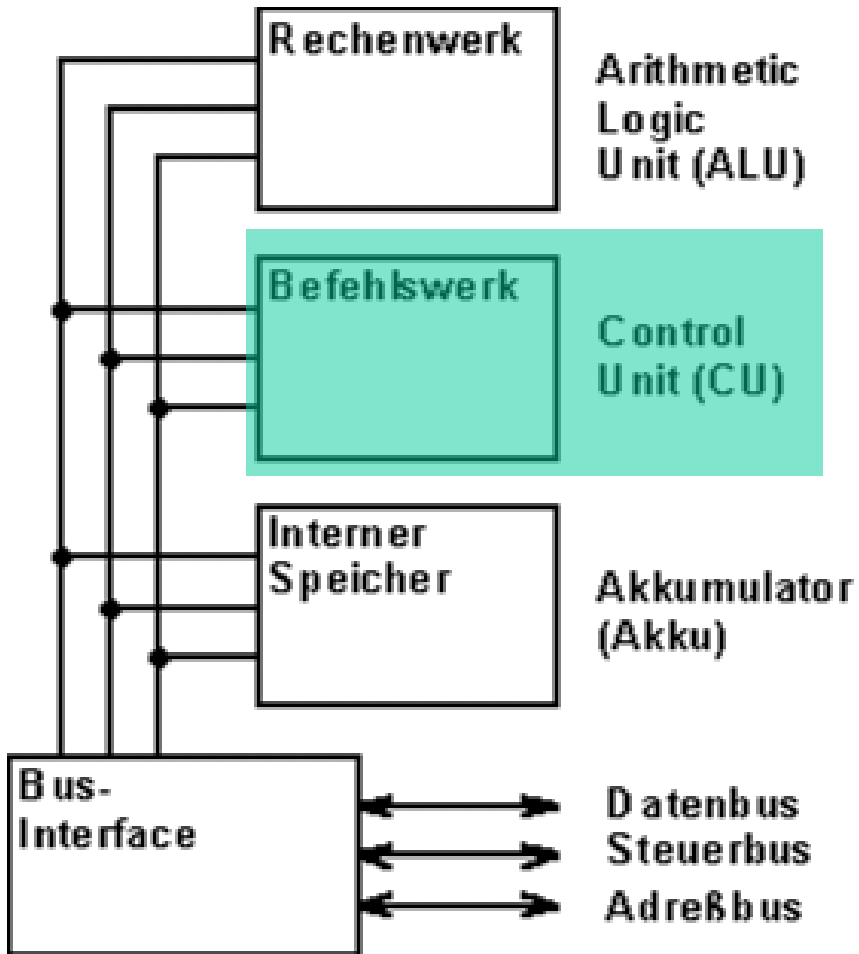 Rechenwerk
Arithmetic
Logic
Unit (ALU)
Befehlswerk
Control
Unit (CU)
Interner
Speicher
Akkumulator
(Akku)
Bus-
Interface
Datenbus
Steuerbus
Adreßbus